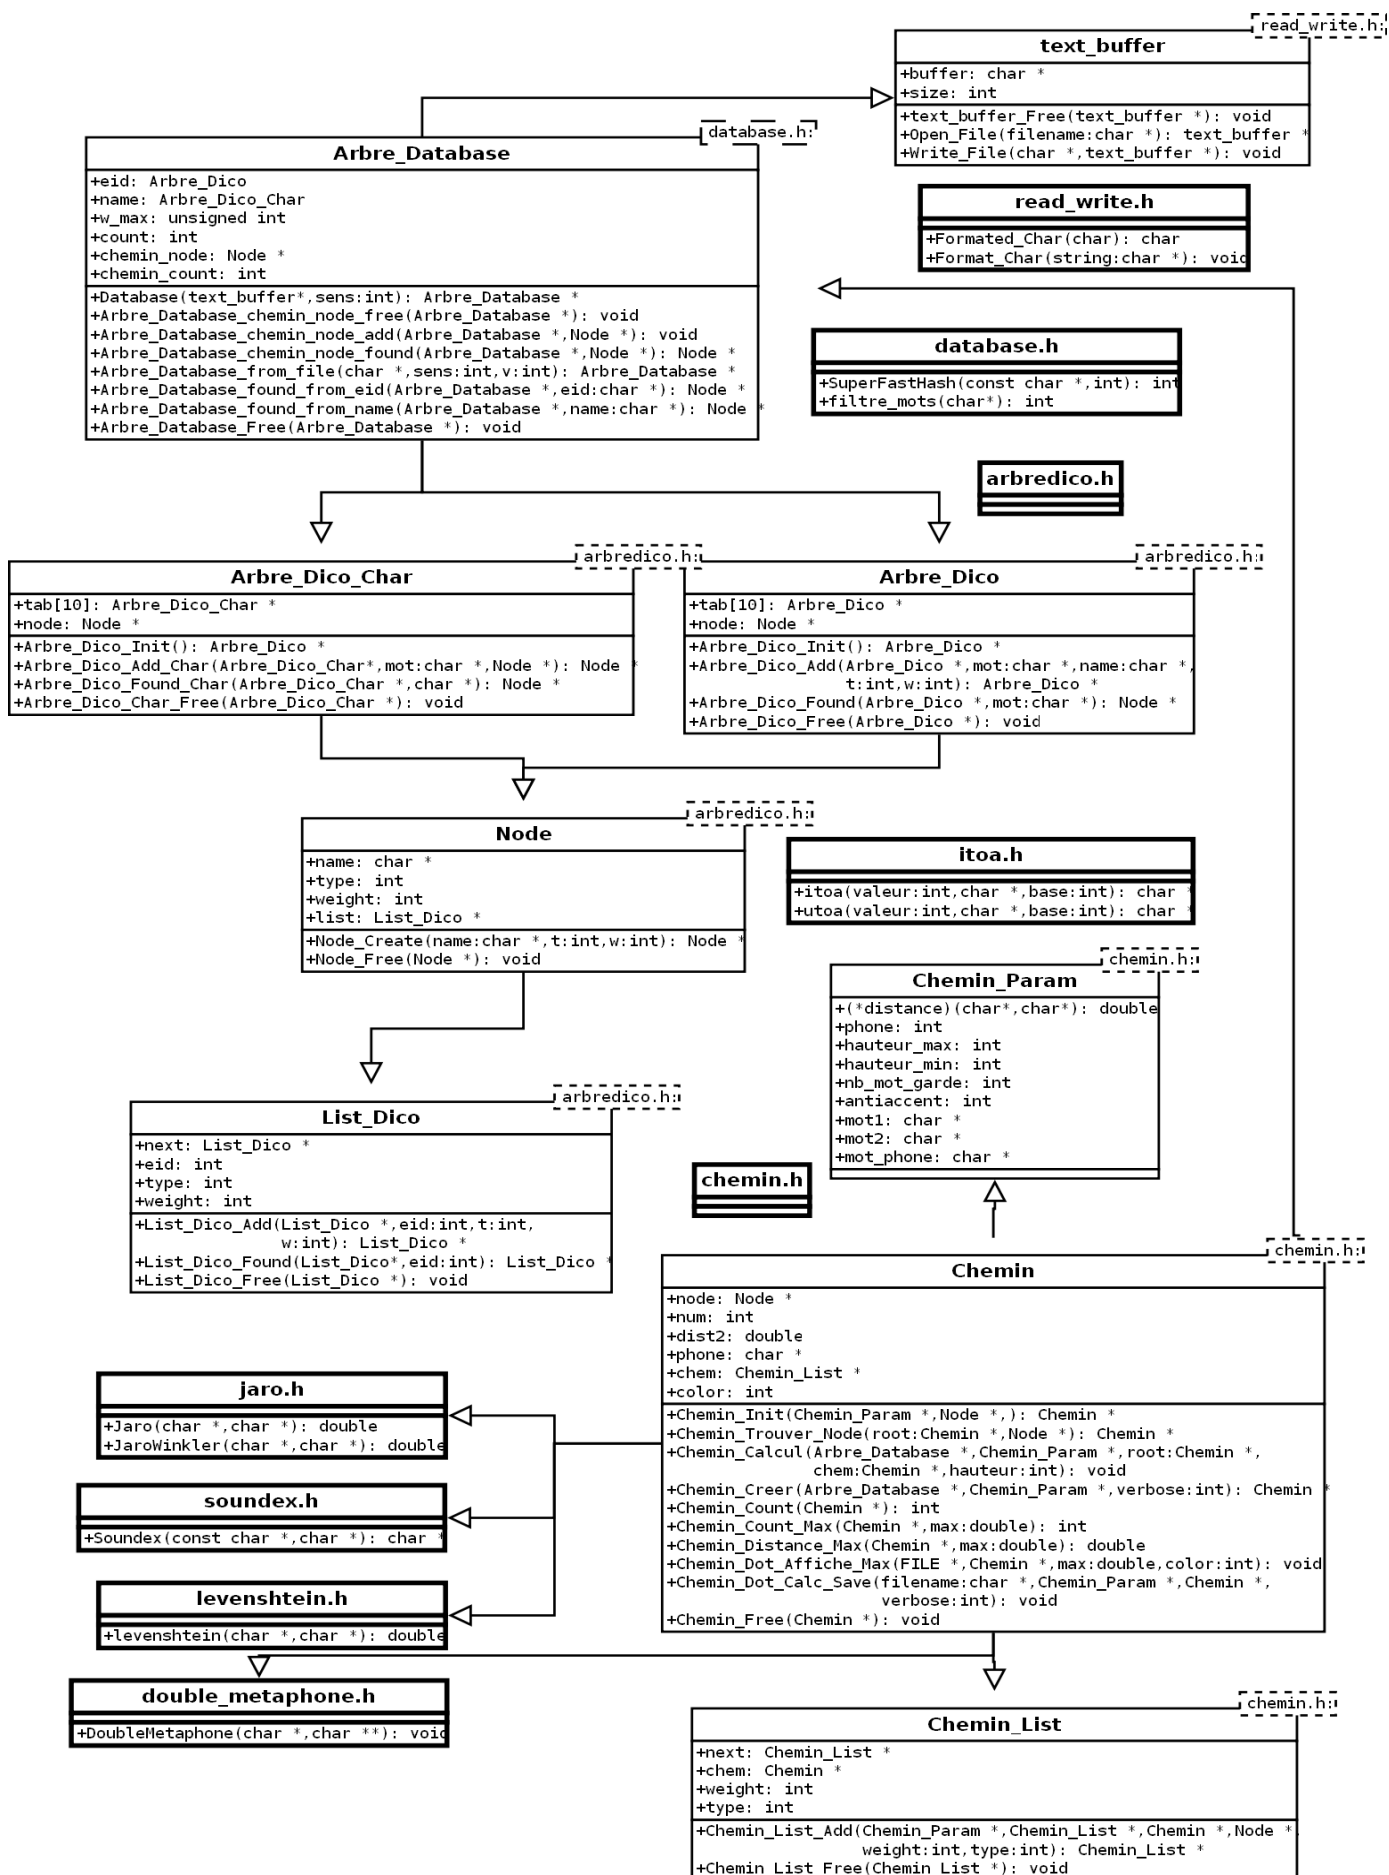 read_write.h:
text_buffer
+buffer: char *
+size: int
+text_buffer_Free(text_buffer *): void
+Open_File(filename:char *): text_buffer *
+Write_File(char *,text_buffer *): void
database.h:
Arbre_Database
+eid: Arbre_Dico
+name: Arbre_Dico_Char
+w_max: unsigned int
+count: int
+chemin_node: Node *
+chemin_count: int
+Database(text_buffer*,sens:int): Arbre_Database *
+Arbre_Database_chemin_node_free(Arbre_Database *): void
+Arbre_Database_chemin_node_add(Arbre_Database *,Node *): void
+Arbre_Database_chemin_node_found(Arbre_Database *,Node *): Node *
+Arbre_Database_from_file(char *,sens:int,v:int): Arbre_Database *
+Arbre_Database_found_from_eid(Arbre_Database *,eid:char *): Node *
+Arbre_Database_found_from_name(Arbre_Database *,name:char *): Node *
+Arbre_Database_Free(Arbre_Database *): void
read_write.h
+Formated_Char(char): char
+Format_Char(string:char *): void
database.h
+SuperFastHash(const char *,int): int
+filtre_mots(char*): int
arbredico.h
arbredico.h:
Arbre_Dico_Char
+tab[10]: Arbre_Dico_Char *
+node: Node *
+Arbre_Dico_Init(): Arbre_Dico *
+Arbre_Dico_Add_Char(Arbre_Dico_Char*,mot:char *,Node *): Node *
+Arbre_Dico_Found_Char(Arbre_Dico_Char *,char *): Node *
+Arbre_Dico_Char_Free(Arbre_Dico_Char *): void
arbredico.h:
Arbre_Dico
+tab[10]: Arbre_Dico *
+node: Node *
+Arbre_Dico_Init(): Arbre_Dico *
+Arbre_Dico_Add(Arbre_Dico *,mot:char *,name:char *,
t:int,w:int): Arbre_Dico *
+Arbre_Dico_Found(Arbre_Dico *,mot:char *): Node *
+Arbre_Dico_Free(Arbre_Dico *): void
arbredico.h:
Node
+name: char *
+type: int
+weight: int
+list: List_Dico *
+Node_Create(name:char *,t:int,w:int): Node *
+Node_Free(Node *): void
itoa.h
+itoa(valeur:int,char *,base:int): char *
+utoa(valeur:int,char *,base:int): char *
chemin.h:
Chemin_Param
+(*distance)(char*,char*): double
+phone: int
+hauteur_max: int
+hauteur_min: int
+nb_mot_garde: int
+antiaccent: int
+mot1: char *
+mot2: char *
+mot_phone: char *
arbredico.h:
List_Dico
+next: List_Dico *
+eid: int
+type: int
+weight: int
+List_Dico_Add(List_Dico *,eid:int,t:int,
w:int): List_Dico *
+List_Dico_Found(List_Dico*,eid:int): List_Dico *
+List_Dico_Free(List_Dico *): void
chemin.h
chemin.h:
Chemin
+node: Node *
+num: int
+dist2: double
+phone: char *
+chem: Chemin_List *
+color: int
+Chemin_Init(Chemin_Param *,Node *,): Chemin *
+Chemin_Trouver_Node(root:Chemin *,Node *): Chemin *
+Chemin_Calcul(Arbre_Database *,Chemin_Param *,root:Chemin *,
chem:Chemin *,hauteur:int): void
+Chemin_Creer(Arbre_Database *,Chemin_Param *,verbose:int): Chemin *
+Chemin_Count(Chemin *): int
+Chemin_Count_Max(Chemin *,max:double): int
+Chemin_Distance_Max(Chemin *,max:double): double
+Chemin_Dot_Affiche_Max(FILE *,Chemin *,max:double,color:int): void
+Chemin_Dot_Calc_Save(filename:char *,Chemin_Param *,Chemin *,
verbose:int): void
+Chemin_Free(Chemin *): void
jaro.h
+Jaro(char *,char *): double
+JaroWinkler(char *,char *): double
soundex.h
+Soundex(const char *,char *): char *
levenshtein.h
+levenshtein(char *,char *): double
double_metaphone.h
+DoubleMetaphone(char *,char **): void
chemin.h:
Chemin_List
+next: Chemin_List *
+chem: Chemin *
+weight: int
+type: int
+Chemin_List_Add(Chemin_Param *,Chemin_List *,Chemin *,Node *,
weight:int,type:int): Chemin_List *
+Chemin_List_Free(Chemin_List *): void